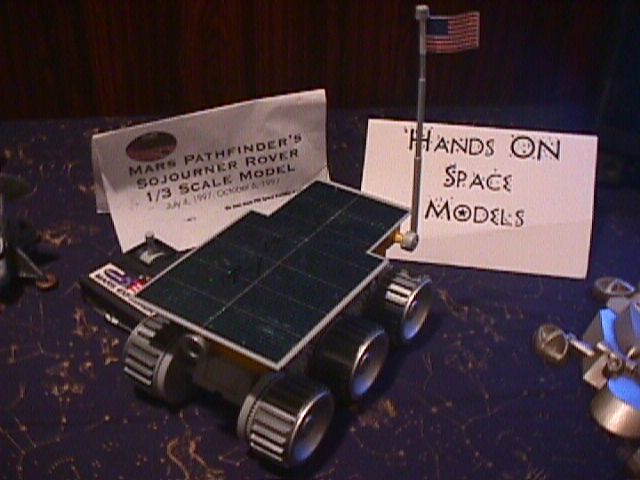 MARS PATHFINDER'S
SOJOURNER ROVER
1/3 SCALE MODEL
July 4, 1997- October 6, 1997
HANDS ON
SPACE
MODELS